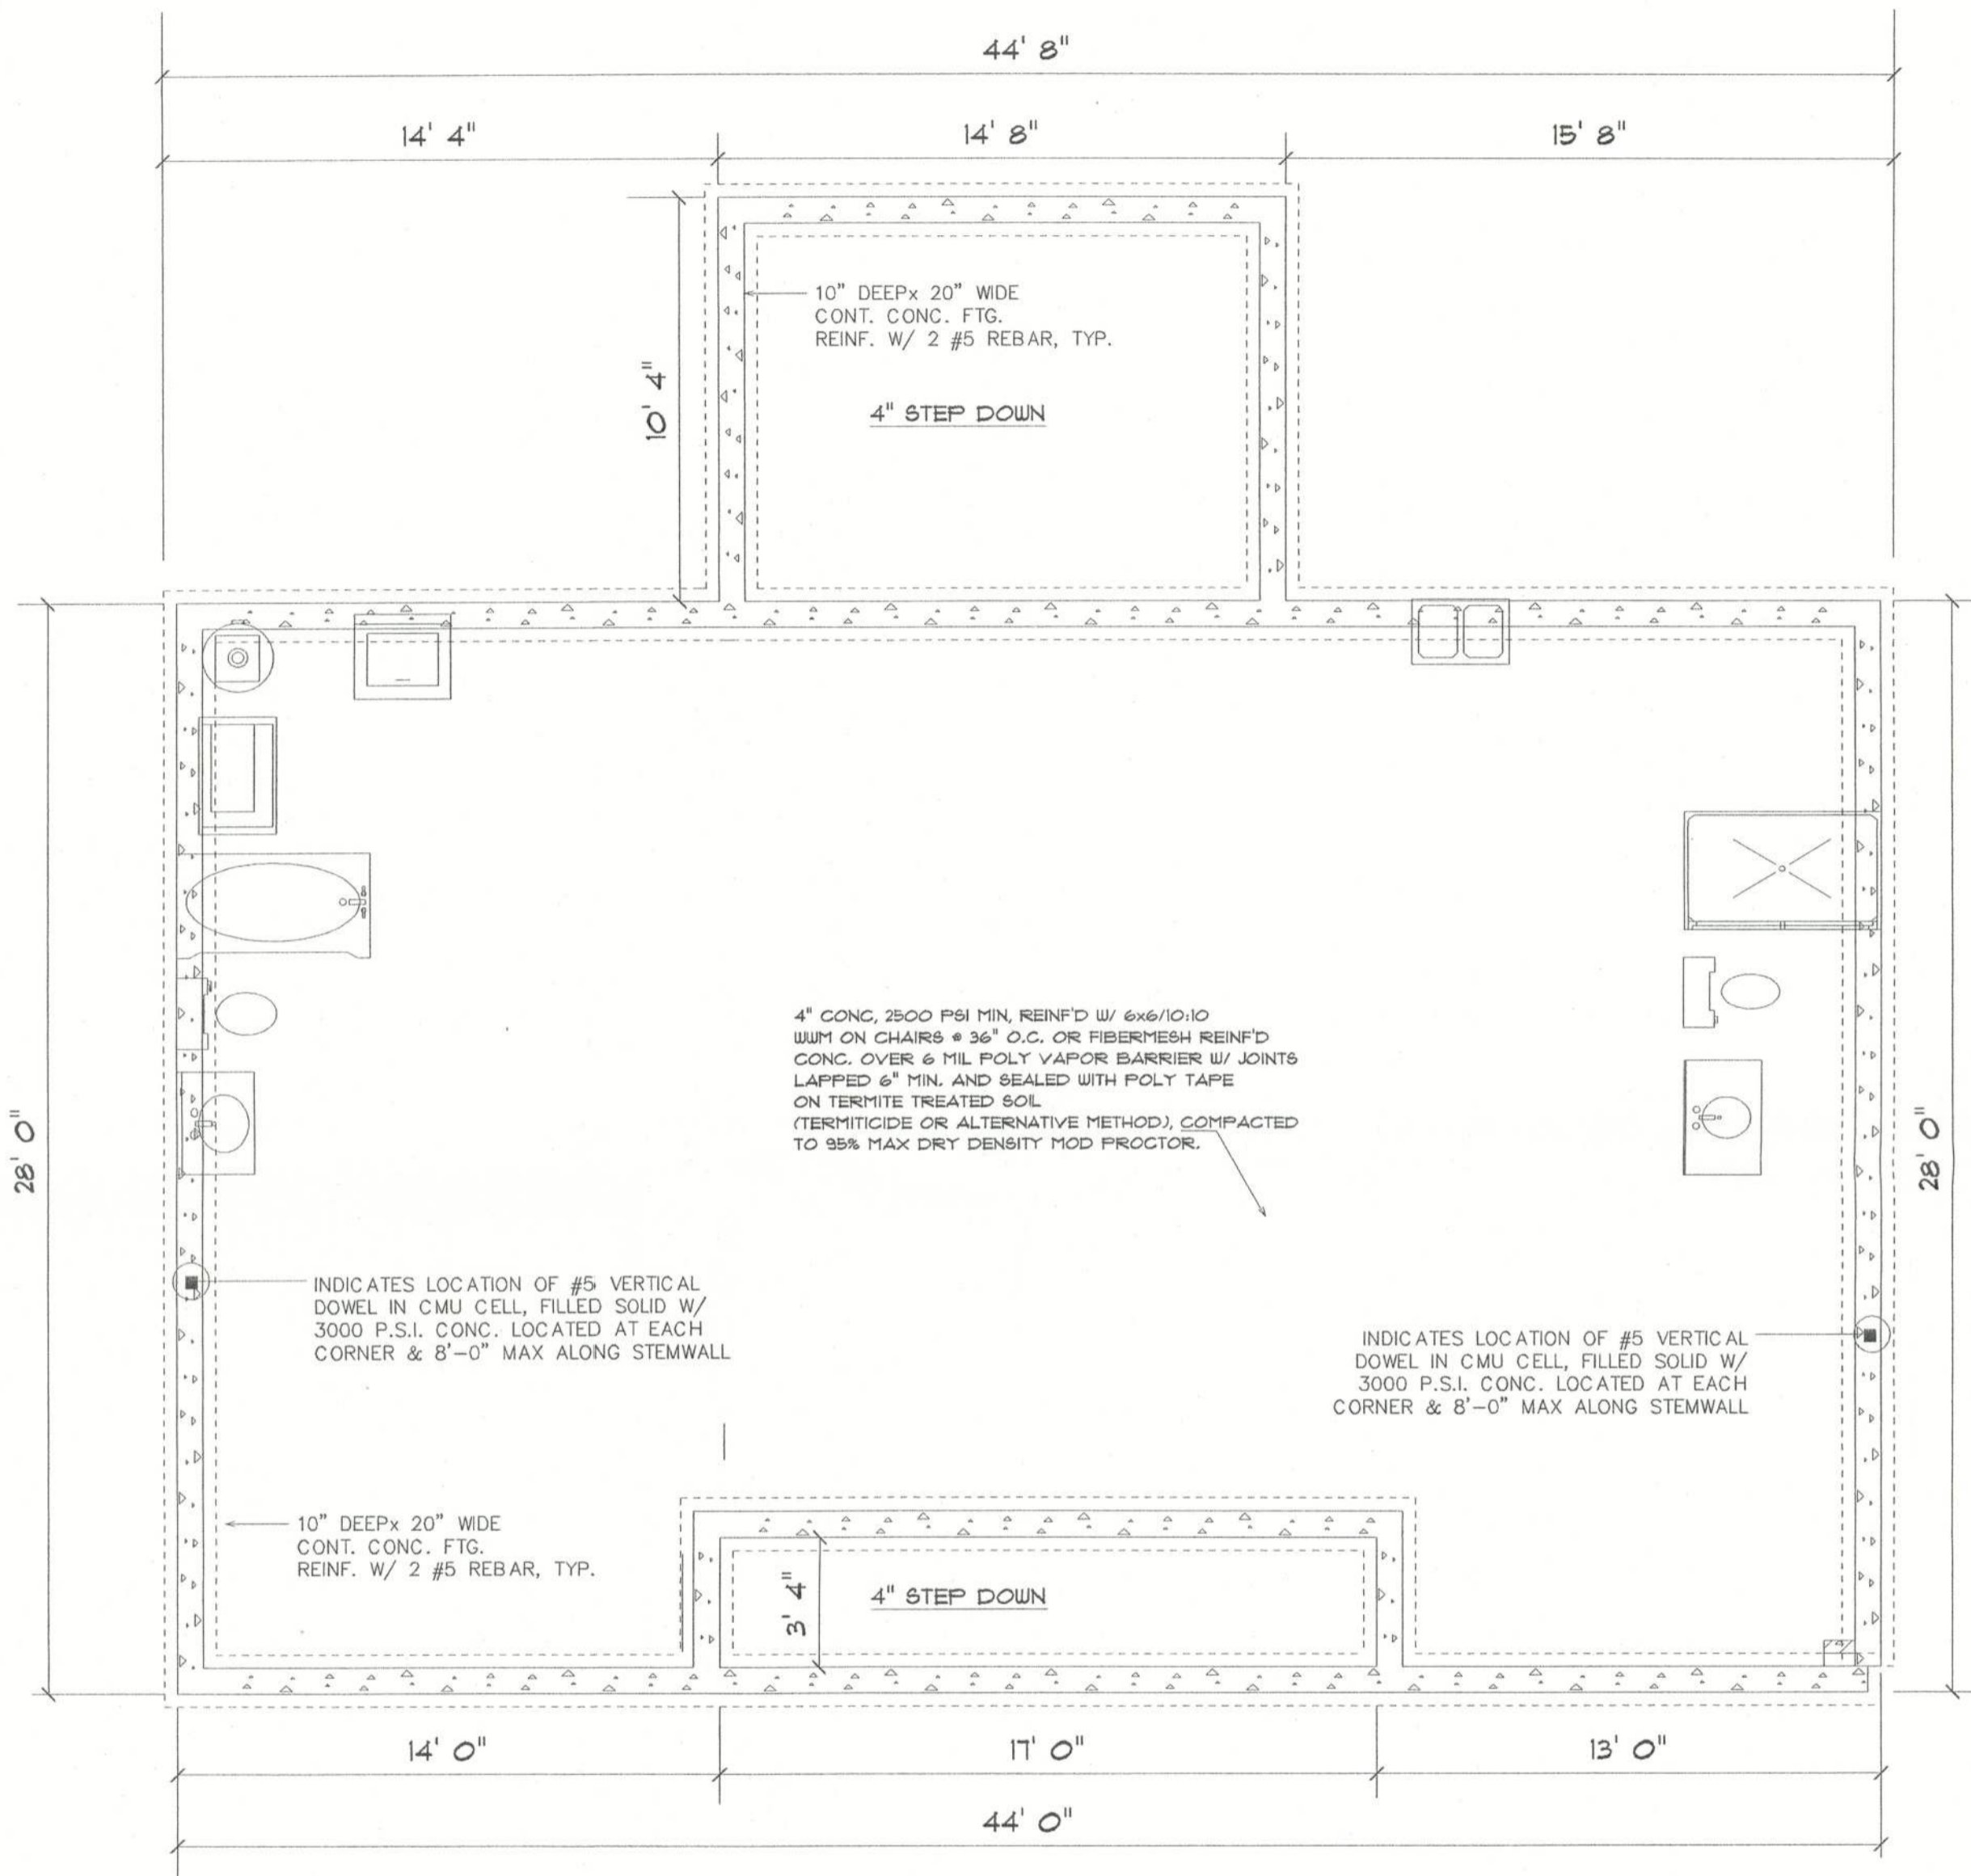 44' 8"
14' 4"
14' 8"
15' 8"
10" DEEPx 20" WIDE
CONT. CONC. FTG.
REINF. W/ 2 #5 REBAR, TYP.
10' 4"
4" STEP DOWN
4" CONC, 2500 PSI MIN, REINF'D W/ 6x6/10:10
WWM ON CHAIRS @ 36" O.C. OR FIBERMESH REINF'D
CONC. OVER 6 MIL POLY VAPOR BARRIER W/ JOINTS
LAPPED 6" MIN. AND SEALED WITH POLY TAPE
ON TERMITE TREATED SOIL
(TERMITICIDE OR ALTERNATIVE METHOD), COMPACTED
TO 95% MAX DRY DENSITY MOD PROCTOR.
28' 0"
28' 0"
INDICATES LOCATION OF #5 VERTICAL
DOWEL IN CMU CELL, FILLED SOLID W/
3000 P.S.I. CONC. LOCATED AT EACH
CORNER & 8'-0" MAX ALONG STEMWALL
INDICATES LOCATION OF #5 VERTICAL
DOWEL IN CMU CELL, FILLED SOLID W/
3000 P.S.I. CONC. LOCATED AT EACH
CORNER & 8'-0" MAX ALONG STEMWALL
10" DEEPx 20" WIDE
CONT. CONC. FTG.
REINF. W/ 2 #5 REBAR, TYP.
3' 4"
4" STEP DOWN
14' 0"
17' 0"
13' 0"
44' 0"